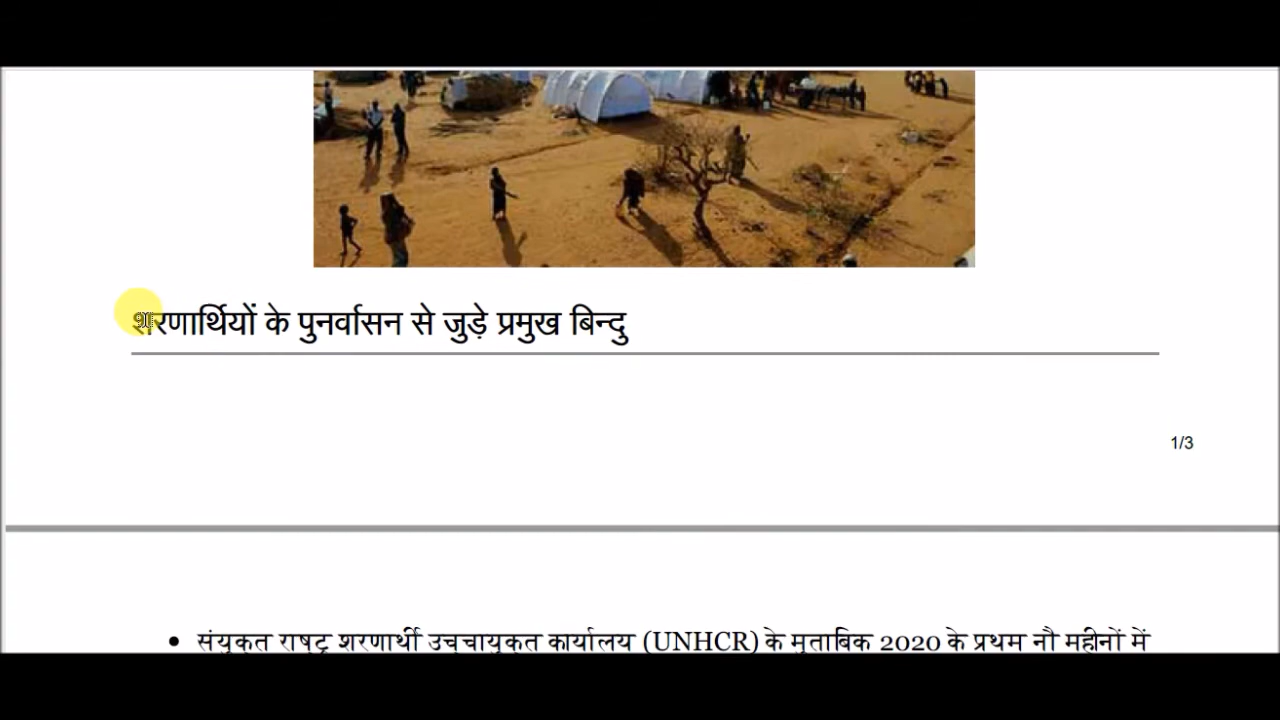 शरणार्थियों के पुनर्वासन से जुड़े प्रमुख बिन्दु
1/3
• संयुक्त राष्ट्र शरणार्थी उच्चायुक्त कार्यालय (UNHCR) के मुताबिक 2020 के प्रथम नौ महीनों में